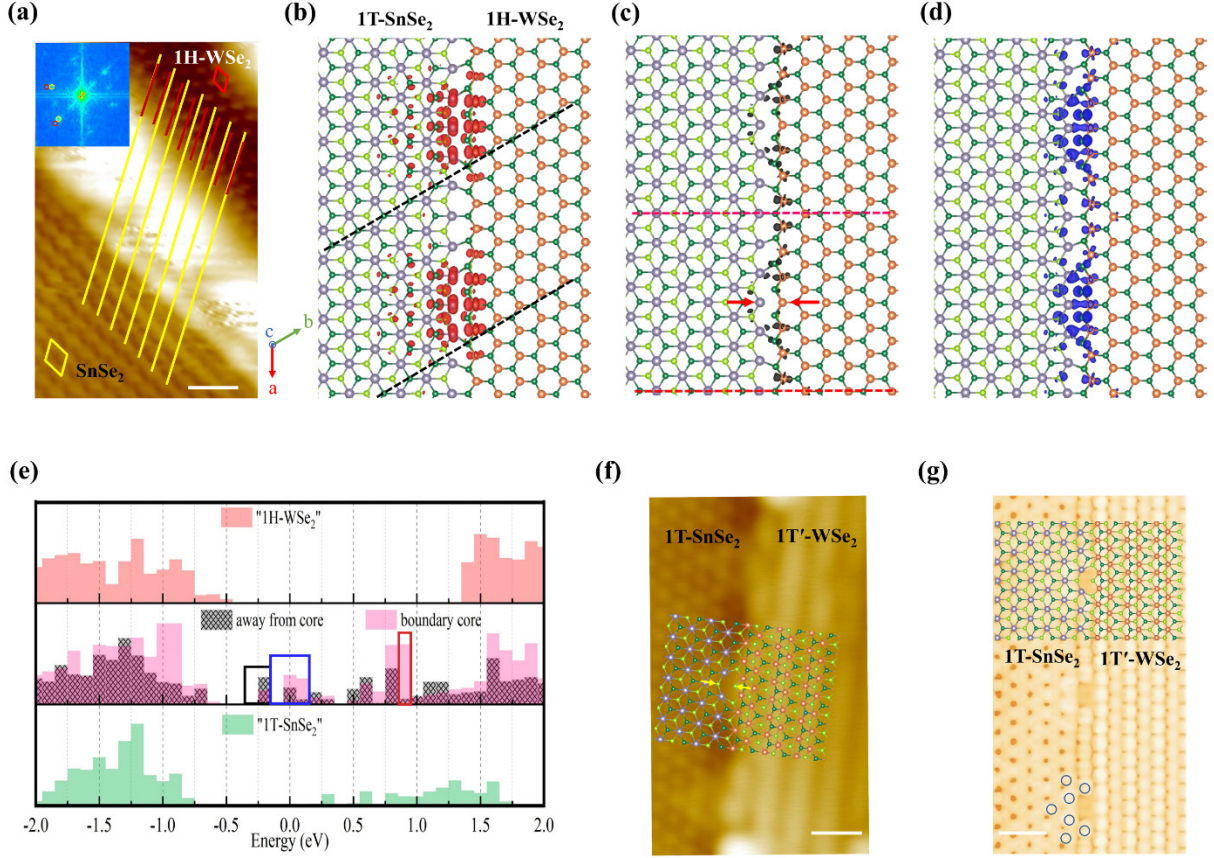 (a)
1H-WSe₂
SnSe₂
c
b
a
(b)
1T-SnSe₂
1H-WSe₂
(c)
(d)
(e)
"1H-WSe₂"
away from core
boundary core
"1T-SnSe₂"
-2.0 -1.5 -1.0 -0.5 0.0 0.5 1.0 1.5 2.0
Energy (eV)
(f)
1T-SnSe₂
1T′-WSe₂
(g)
1T-SnSe₂
1T′-WSe₂